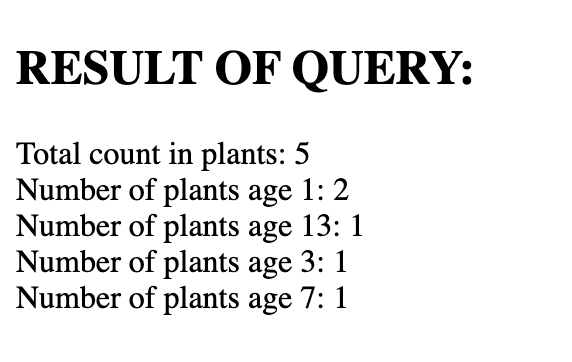 RESULT OF QUERY:
Total count in plants: 5
Number of plants age 1: 2
Number of plants age 13: 1
Number of plants age 3: 1
Number of plants age 7: 1